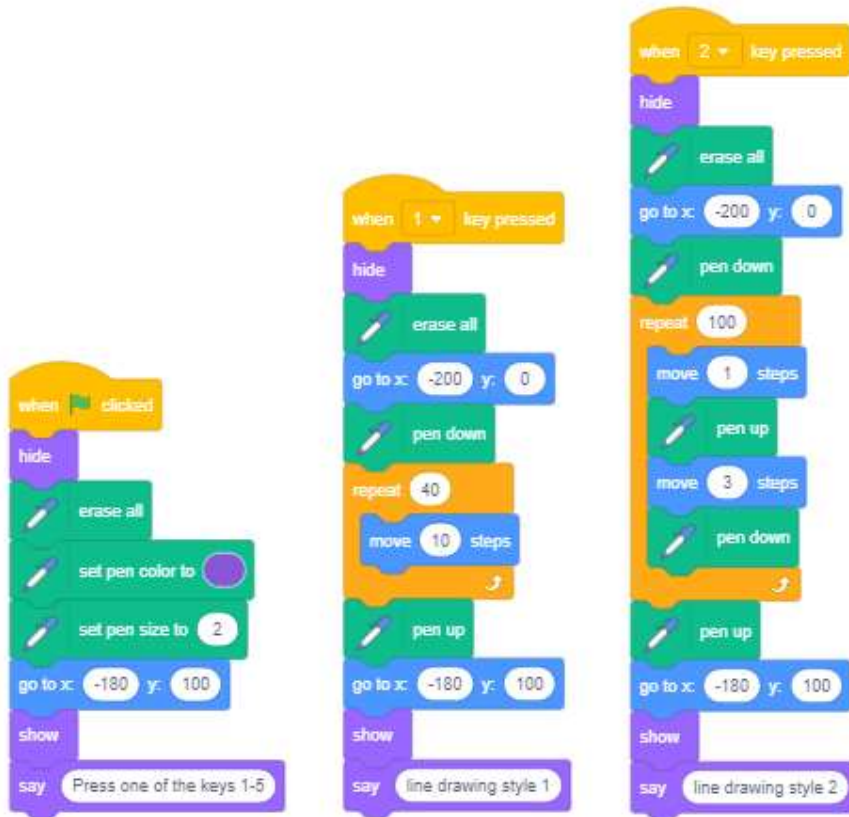 when clicked
hide
erase all
set pen color to
set pen size to 2
go to x: -180 y: 100
show
say Press one of the keys 1-5
when 1 key pressed
hide
erase all
go to x: -200 y: 0
pen down
repeat 40
move 10 steps
pen up
go to x: -180 y: 100
show
say line drawing style 1
when 2 key pressed
hide
erase all
go to x: -200 y: 0
pen down
repeat 100
move 1 steps
pen up
move 3 steps
pen down
pen up
go to x: -180 y: 100
show
say line drawing style 2